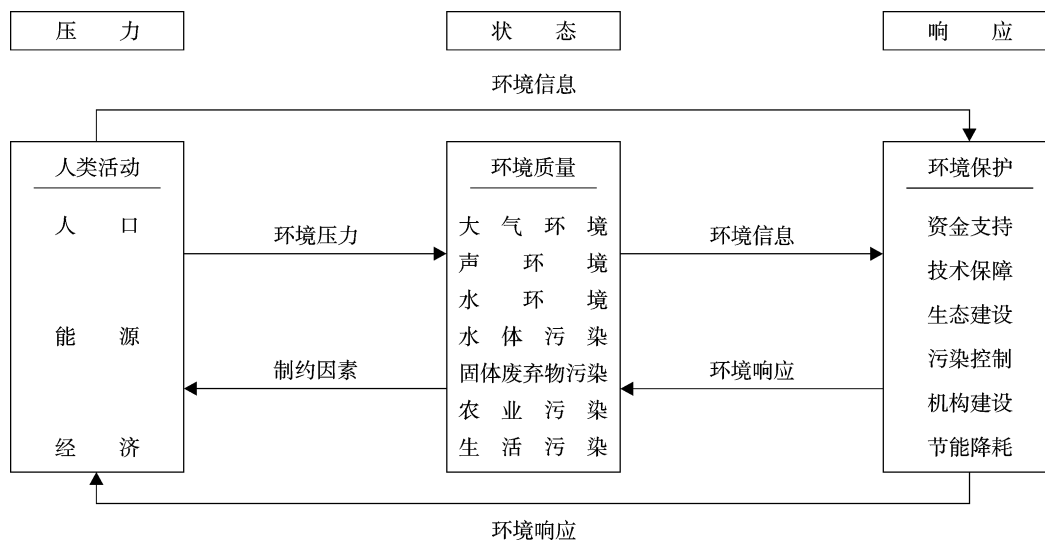 压力
状态
响应
环境信息
人类活动
人口
能源
经济
环境压力
制约因素
环境质量
大气环境
声环境
水环境
水体污染
固体废弃物污染
农业污染
生活污染
环境信息
环境响应
环境保护
资金支持
技术保障
生态建设
污染控制
机构建设
节能降耗
环境响应